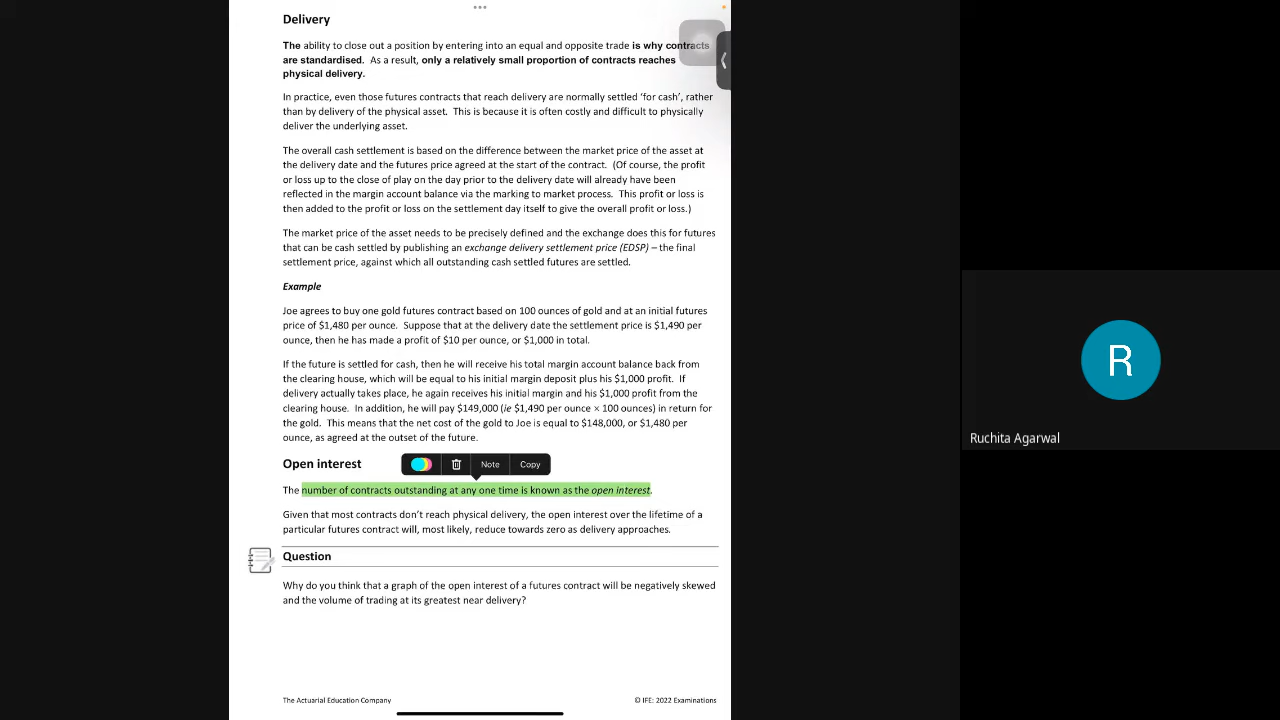 Delivery
The ability to close out a position by entering into an equal and opposite trade is why contracts
are standardised. As a result, only a relatively small proportion of contracts reaches
physical delivery.
In practice, even those futures contracts that reach delivery are normally settled ‘for cash’, rather
than by delivery of the physical asset. This is because it is often costly and difficult to physically
deliver the underlying asset.
The overall cash settlement is based on the difference between the market price of the asset at
the delivery date and the futures price agreed at the start of the contract. (Of course, the profit
or loss up to the close of play on the day prior to the delivery date will already have been
reflected in the margin account balance via the marking to market process. This profit or loss is
then added to the profit or loss on the settlement day itself to give the overall profit or loss.)
The market price of the asset needs to be precisely defined and the exchange does this for futures
that can be cash settled by publishing an exchange delivery settlement price (EDSP) – the final
settlement price, against which all outstanding cash settled futures are settled.
Example
Joe agrees to buy one gold futures contract based on 100 ounces of gold and at an initial futures
price of $1,480 per ounce. Suppose that at the delivery date the settlement price is $1,490 per
ounce, then he has made a profit of $10 per ounce, or $1,000 in total.
If the future is settled for cash, then he will receive his total margin account balance back from
the clearing house, which will be equal to his initial margin deposit plus his $1,000 profit. If
delivery actually takes place, he again receives his initial margin and his $1,000 profit from the
clearing house. In addition, he will pay $149,000 (ie $1,490 per ounce × 100 ounces) in return for
the gold. This means that the net cost of the gold to Joe is equal to $148,000, or $1,480 per
ounce, as agreed at the outset of the future.
Open interest
Note Copy
The number of contracts outstanding at any one time is known as the open interest.
Given that most contracts don’t reach physical delivery, the open interest over the lifetime of a
particular futures contract will, most likely, reduce towards zero as delivery approaches.
Question
Why do you think that a graph of the open interest of a futures contract will be negatively skewed
and the volume of trading at its greatest near delivery?
The Actuarial Education Company
© IFE: 2022 Examinations
R
Ruchita Agarwal